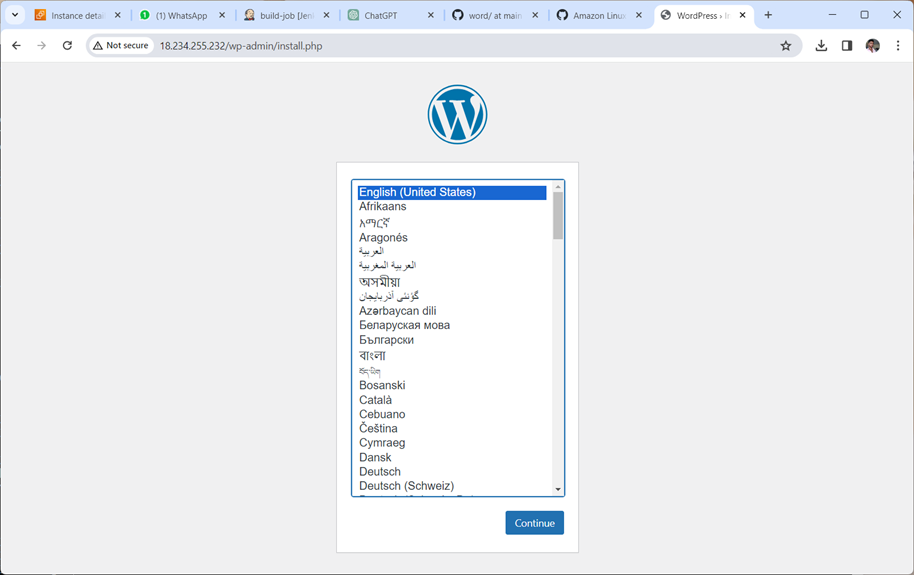 Instance detai
(1) WhatsApp
build-job [Jen
ChatGPT
word/ at main
Amazon Linux
WordPress › In
Not secure
18.234.255.232/wp-admin/install.php
English (United States)
Afrikaans
አማርኛ
Aragonés
العربية
العربية المغربية
অসমীয়া
گؤنئی آذربایجان
Azərbaycan dili
Беларуская мова
Български
বাংলা
བོད་ཡིག
Bosanski
Català
Cebuano
Čeština
Cymraeg
Dansk
Deutsch
Deutsch (Schweiz)
Continue